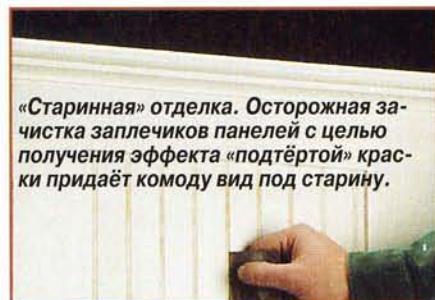 «Старинная» отделка. Осторожная за-
чистка заплечиков панелей с целью
получения эффекта «подтёртой» крас-
ки придаёт комоду вид под старину.